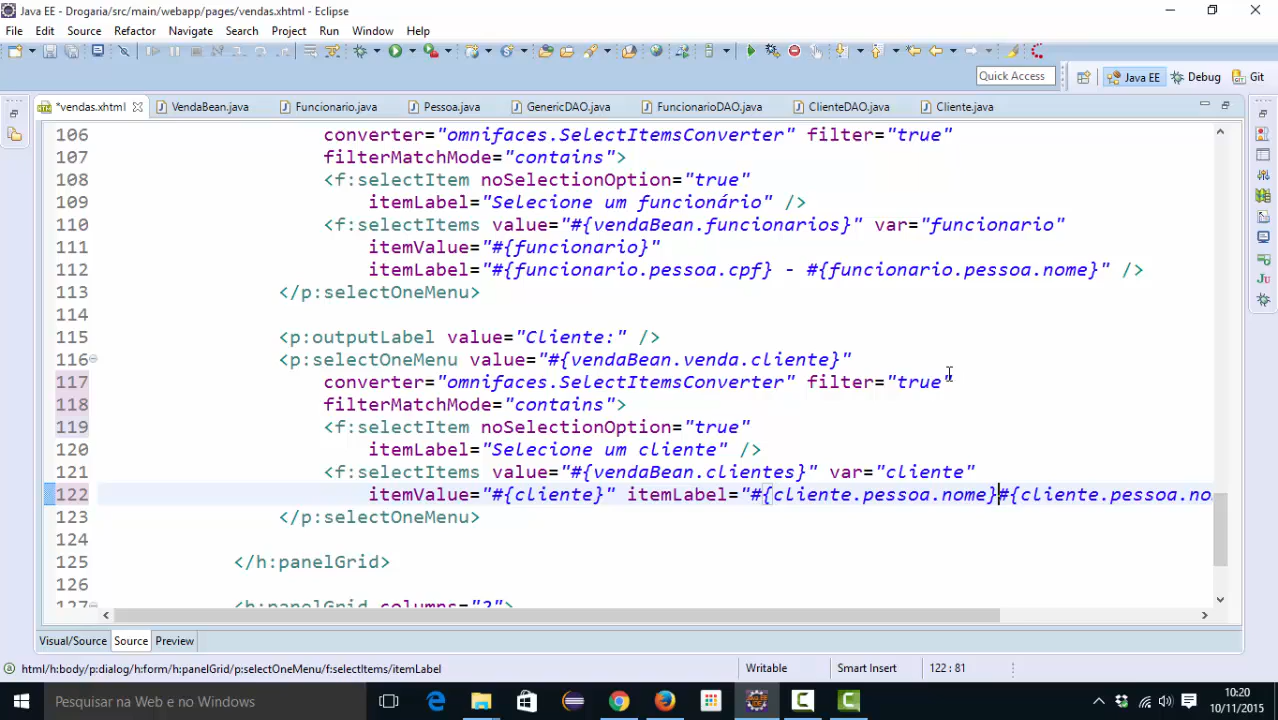 Java EE - Drogaria/src/main/webapp/pages/vendas.xhtml - Eclipse
File Edit Source Refactor Navigate Search Project Run Window Help
Quick Access Java EE Debug Git
*vendas.xhtml VendaBean.java Funcionario.java Pessoa.java GenericDAO.java FuncionarioDAO.java ClienteDAO.java Cliente.java
106 converter="omnifaces.SelectItemsConverter" filter="true"
107 filterMatchMode="contains">
108 <f:selectItem noSelectionOption="true"
109 itemLabel="Selecione um funcionário" />
110 <f:selectItems value="#{vendaBean.funcionarios}" var="funcionario"
111 itemValue="#{funcionario}"
112 itemLabel="#{funcionario.pessoa.cpf} - #{funcionario.pessoa.nome}" />
113 </p:selectOneMenu>
114
115 <p:outputLabel value="Cliente:" />
116 <p:selectOneMenu value="#{vendaBean.venda.cliente}"
117 converter="omnifaces.SelectItemsConverter" filter="true"
118 filterMatchMode="contains">
119 <f:selectItem noSelectionOption="true"
120 itemLabel="Selecione um cliente" />
121 <f:selectItems value="#{vendaBean.clientes}" var="cliente"
122 itemValue="#{cliente}" itemLabel="#{cliente.pessoa.nome}#{cliente.pessoa.no
123 </p:selectOneMenu>
124
125 </h:panelGrid>
126
127 <h:panelGrid columns="2">
Visual/Source Source Preview
html/h:body/p:dialog/h:form/h:panelGrid/p:selectOneMenu/f:selectItems/itemLabel Writable Smart Insert 122 : 81
Pesquisar na Web e no Windows
10:20
10/11/2015